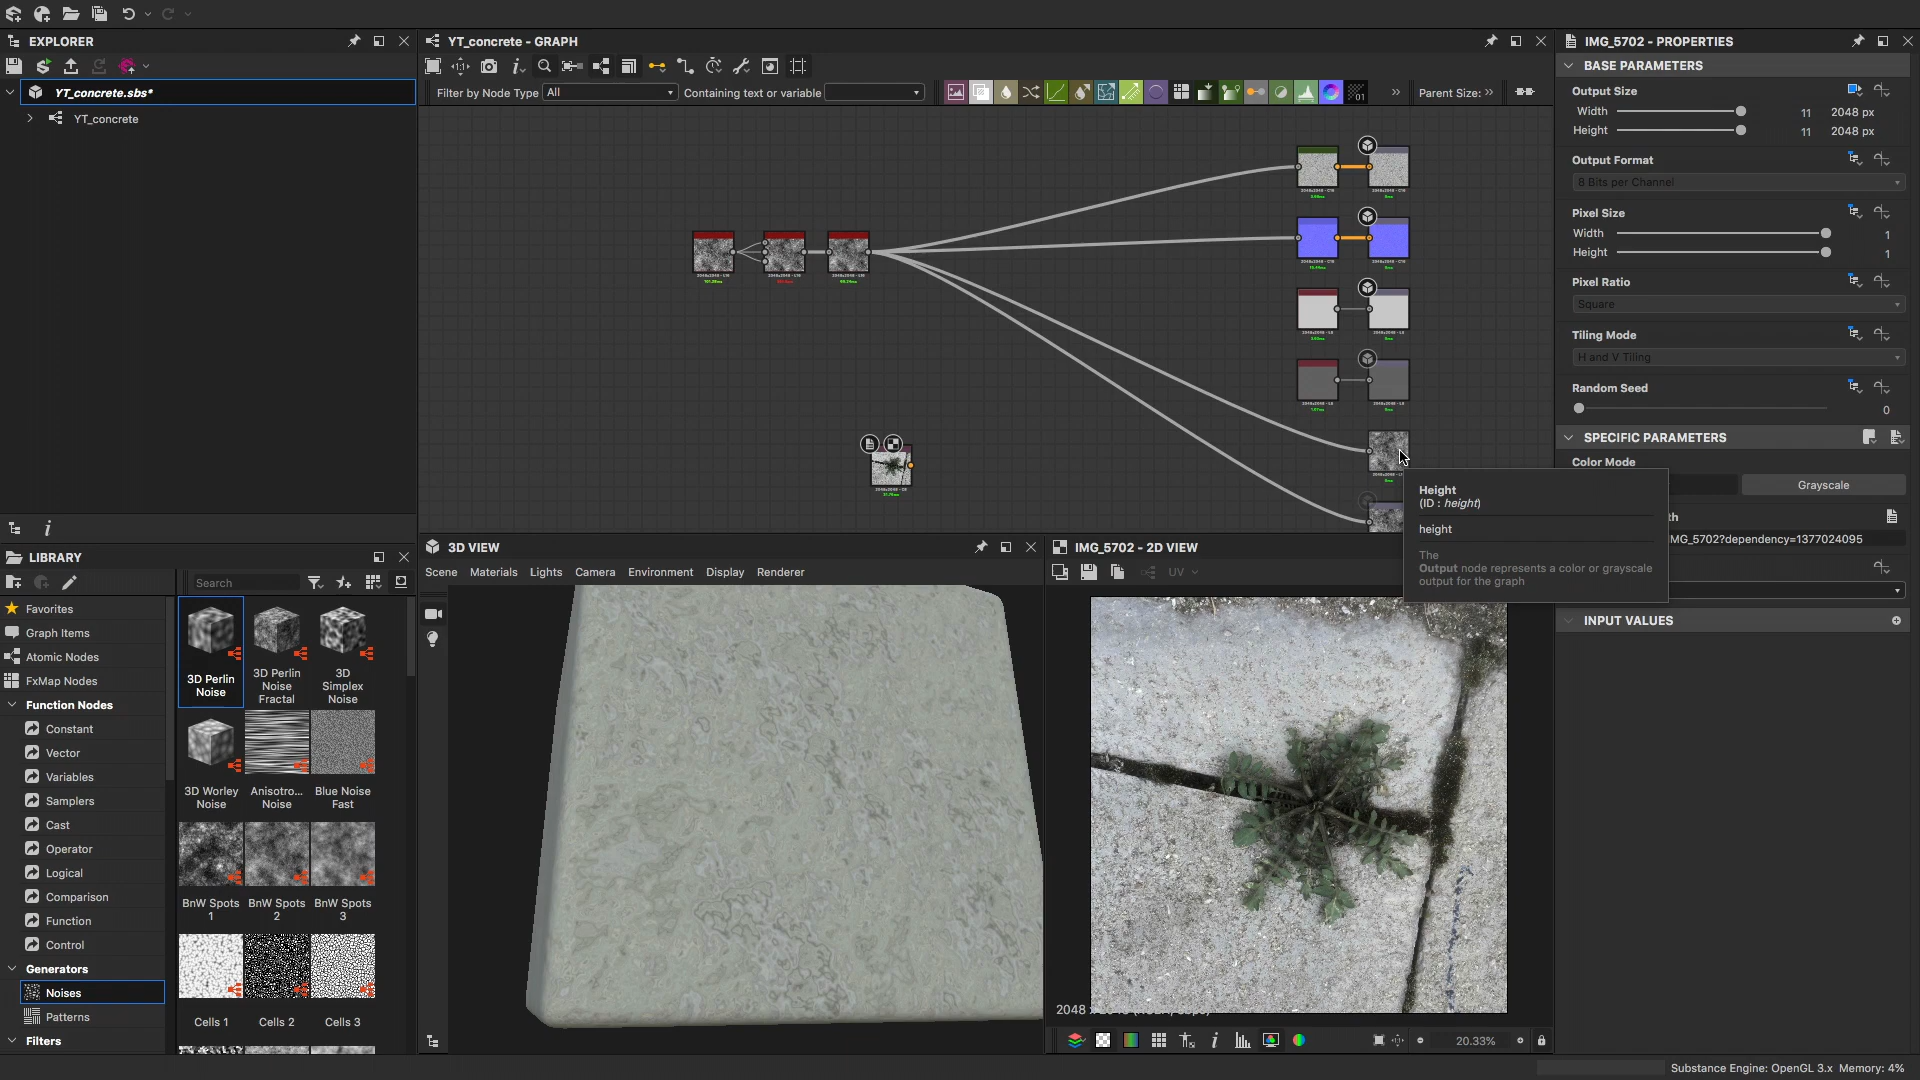 EXPLORER
YT_concrete.sbs*
YT_concrete
YT_concrete - GRAPH
Filter by Node Type
All
Containing text or variable
01
Parent Size:
Height
(ID : height)
height
The
Output node represents a color or grayscale
output for the graph
LIBRARY
Search
Favorites
Graph Items
Atomic Nodes
FxMap Nodes
Function Nodes
Constant
Vector
Variables
Samplers
Cast
Operator
Logical
Comparison
Function
Control
Generators
Noises
Patterns
Filters
3D Perlin
Noise
3D Perlin
Noise
Fractal
3D
Simplex
Noise
3D Worley
Noise
Anisotro...
Noise
Blue Noise
Fast
BnW Spots
1
BnW Spots
2
BnW Spots
3
Cells 1
Cells 2
Cells 3
3D VIEW
Scene
Materials
Lights
Camera
Environment
Display
Renderer
IMG_5702 - 2D VIEW
UV
2048
20.33%
IMG_5702 - PROPERTIES
BASE PARAMETERS
Output Size
Width
11
2048 px
Height
11
2048 px
Output Format
8 Bits per Channel
Pixel Size
Width
1
Height
1
Pixel Ratio
Square
Tiling Mode
H and V Tiling
Random Seed
0
SPECIFIC PARAMETERS
Color Mode
Grayscale
MG_5702?dependency=1377024095
INPUT VALUES
Substance Engine: OpenGL 3.x Memory: 4%